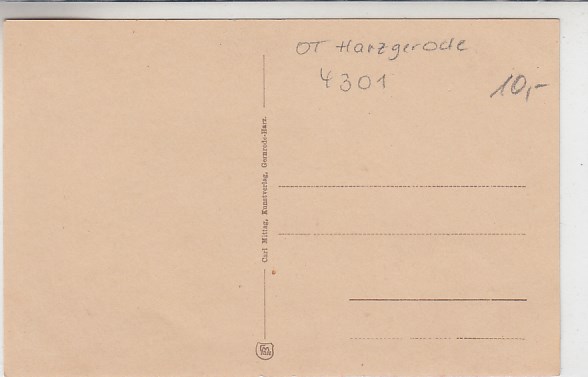 OT Harzgerode
4301
10,-
Carl Mittag, Kunstverlag, Gernrode-Harz.